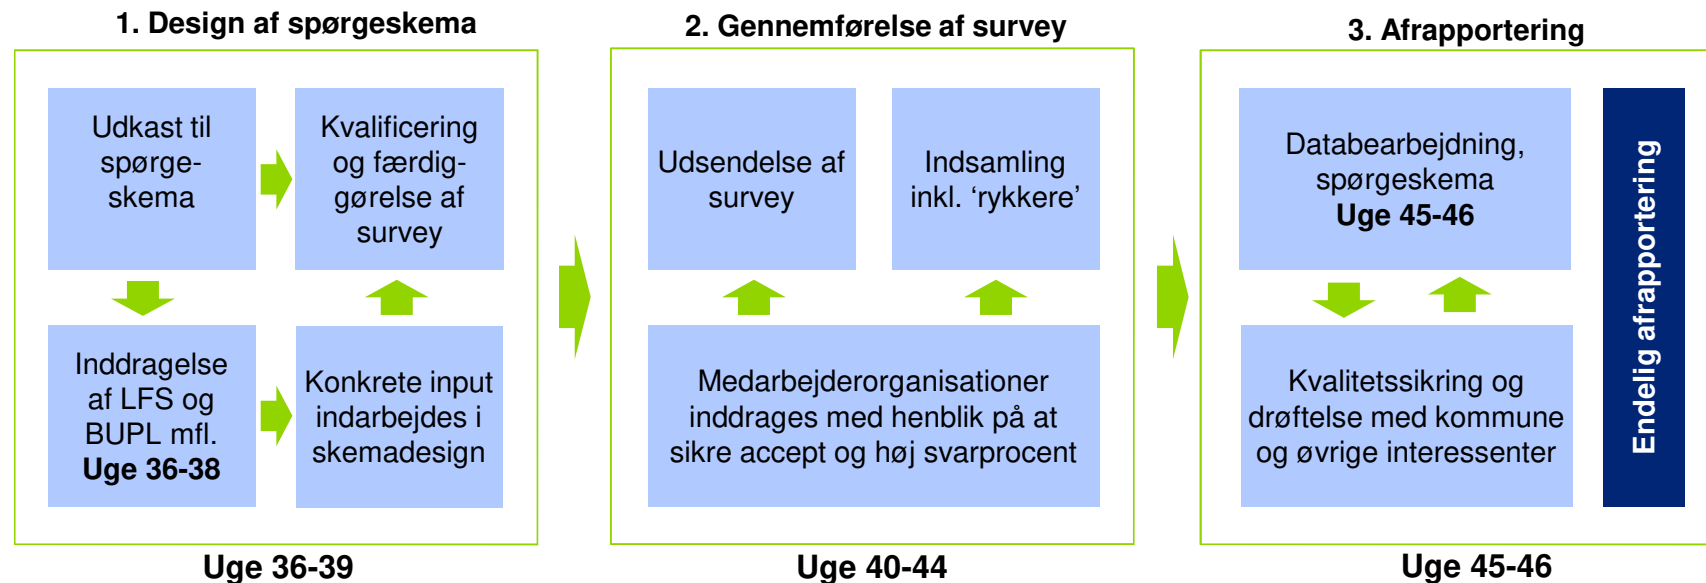 1. Design af spørgeskema
Udkast til
spørge-
skema
Kvalificering
og færdig-
gørelse af
survey
Inddragelse
af LFS og
BUPL mfl.
Uge 36-38
Konkrete input
indarbejdes i
skemadesign
Uge 36-39
2. Gennemførelse af survey
Udsendelse af
survey
Indsamling
inkl. ‘rykkere’
Medarbejderorganisationer
inddrages med henblik på at
sikre accept og høj svarprocent
Uge 40-44
3. Afrapportering
Databearbejdning,
spørgeskema
Uge 45-46
Kvalitetssikring og
drøftelse med kommune
og øvrige interessenter
Endelig afrapportering
Uge 45-46